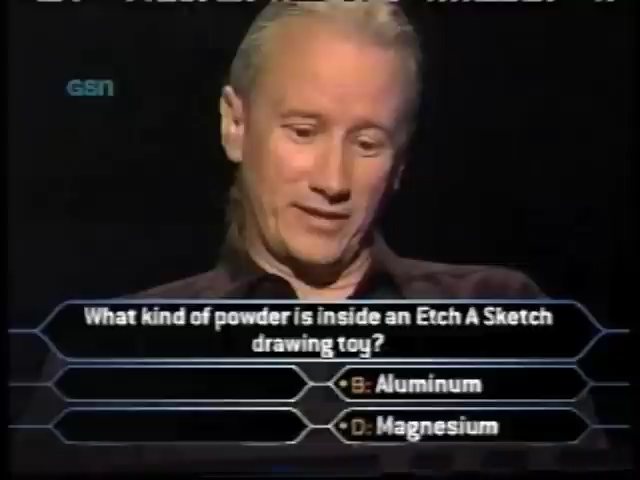 GSN
What kind of powder is inside an Etch A Sketch
drawing toy?
B: Aluminum
D: Magnesium